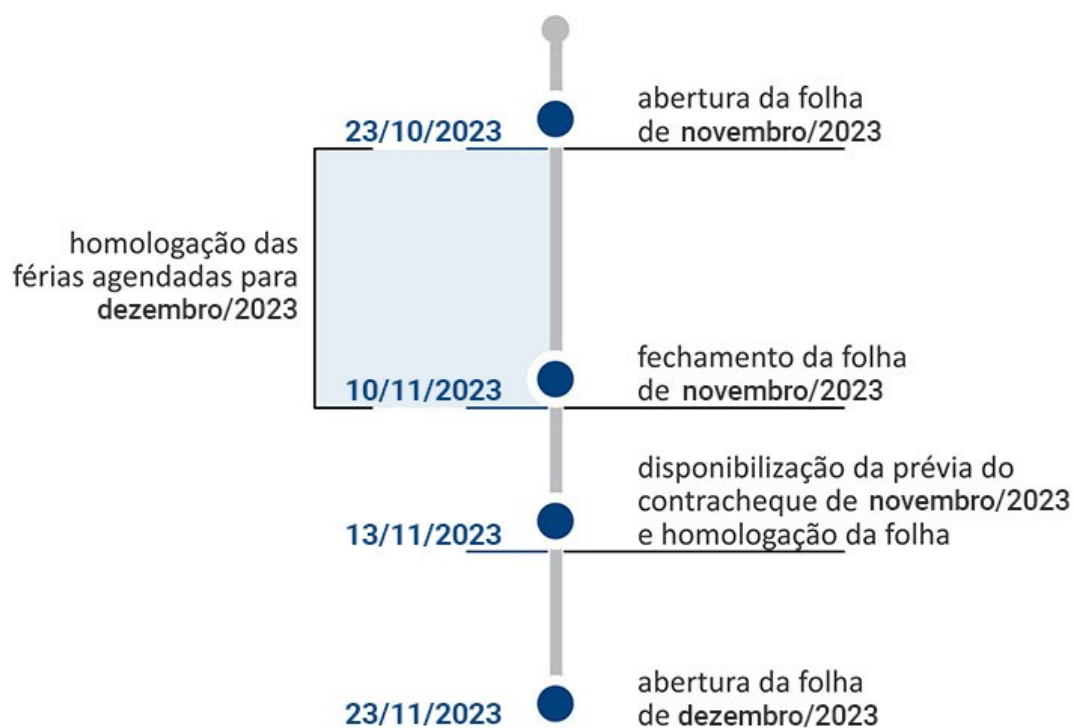 abertura da folha
de novembro/2023
23/10/2023
homologação das
férias agendadas para
dezembro/2023
fechamento da folha
de novembro/2023
10/11/2023
disponibilização da prévia do
contracheque de novembro/2023
e homologação da folha
13/11/2023
abertura da folha
de dezembro/2023
23/11/2023